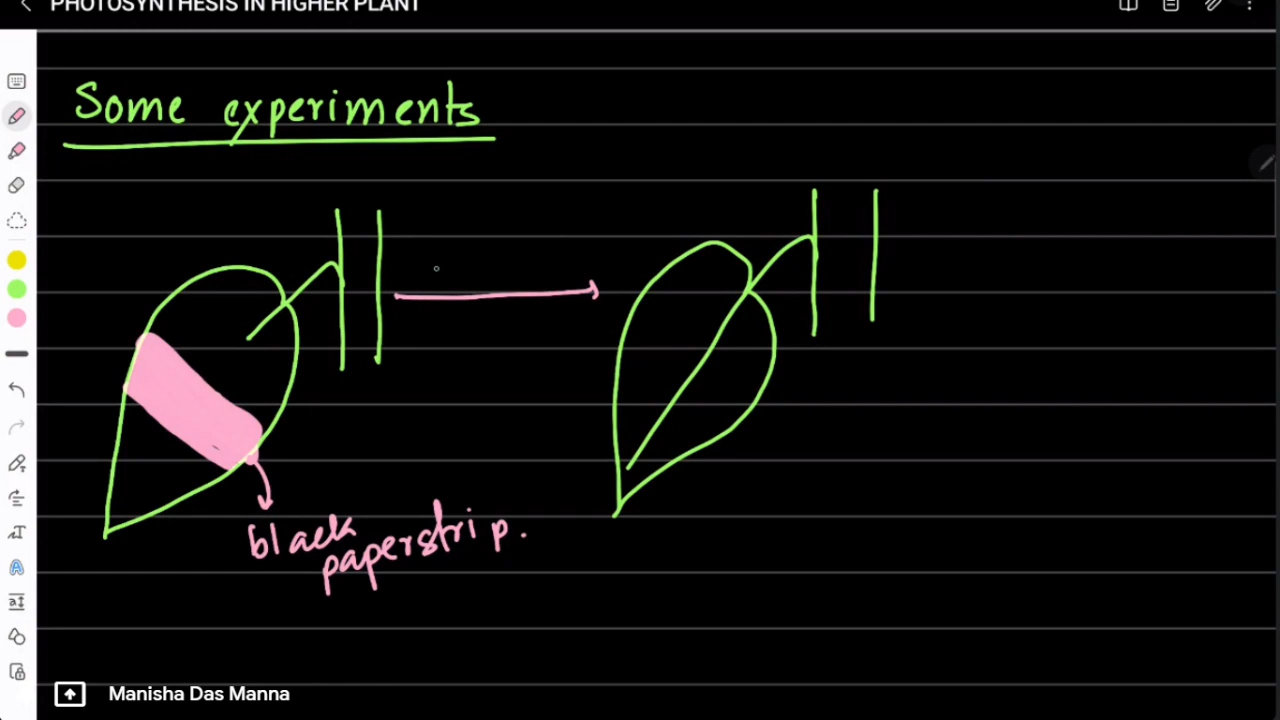 PHOTOSYNTHESIS IN HIGHER PLANT
Some experiments
black
paperstrip.
Manisha Das Manna